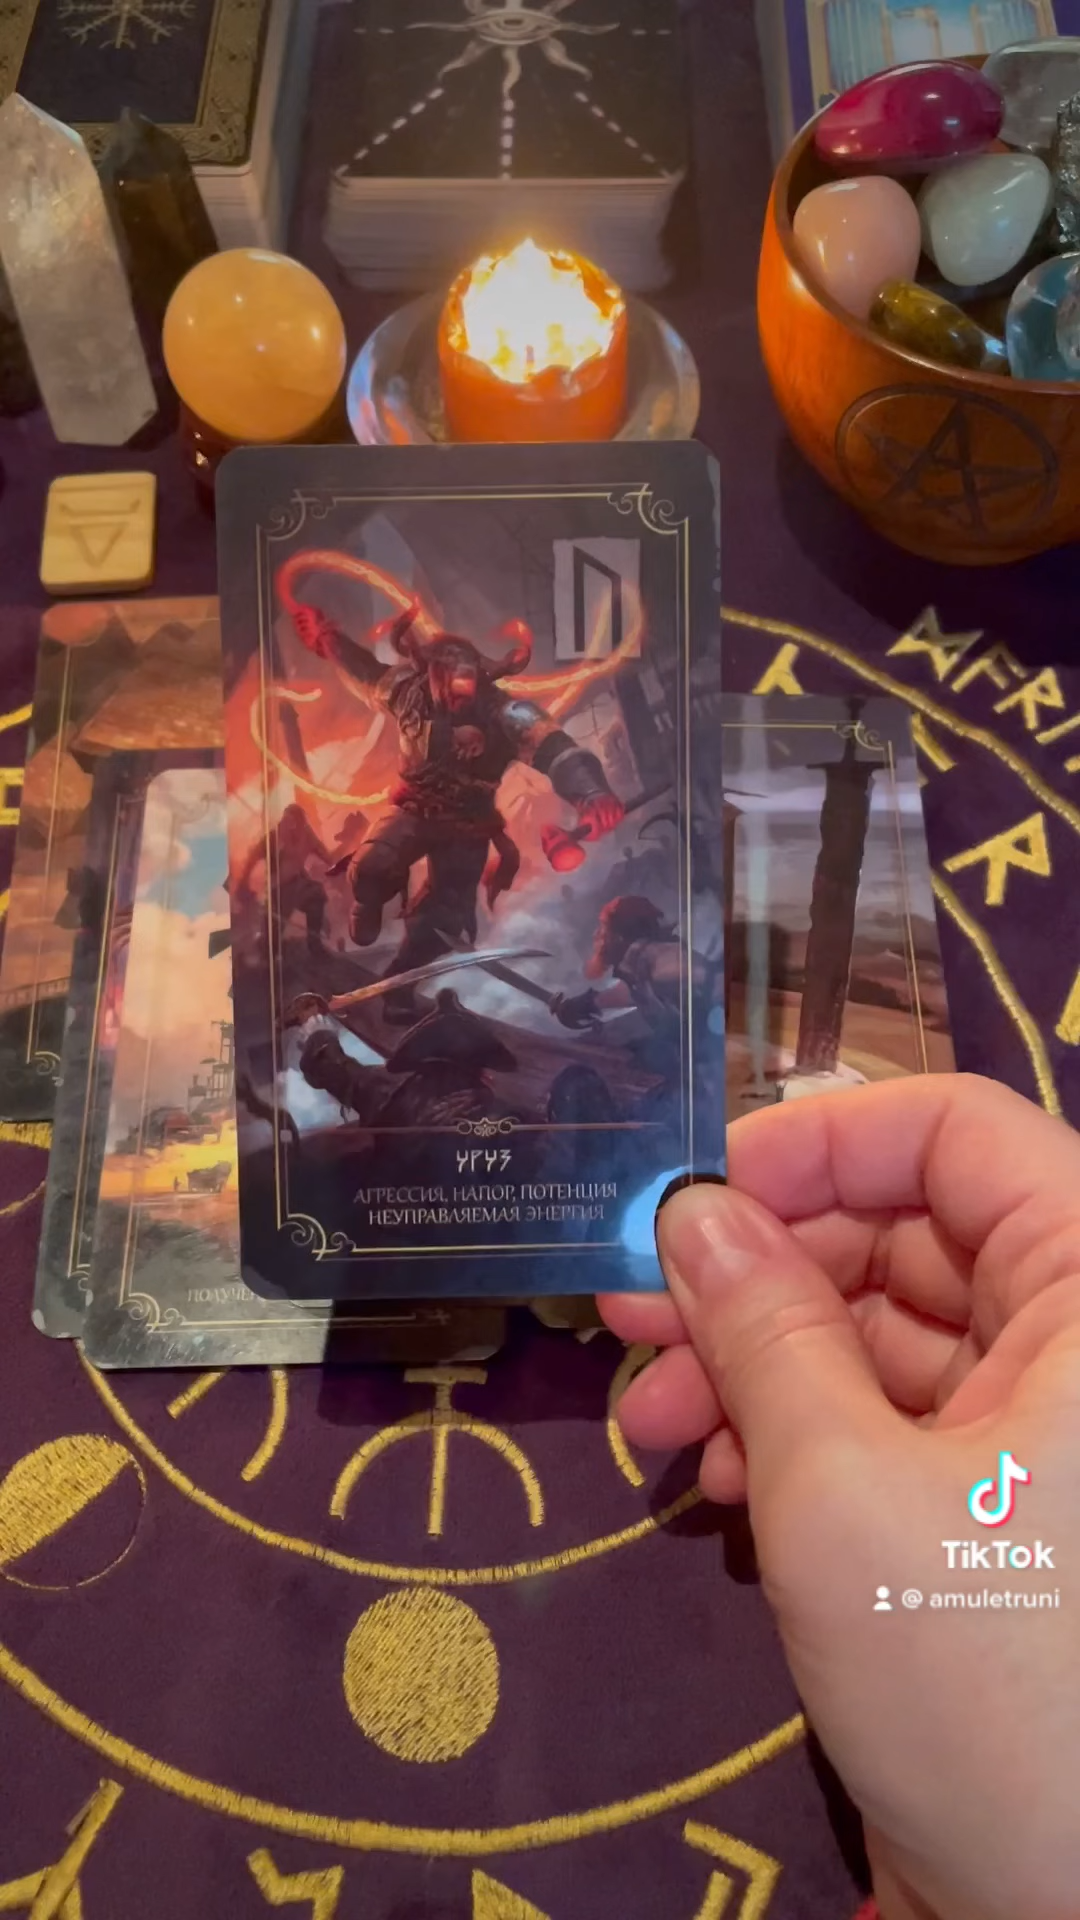 УРУЗ
АГРЕССИЯ, НАПОР, ПОТЕНЦИЯ
НЕУПРАВЛЯЕМАЯ ЭНЕРГИЯ
TikTok
@ amuletruni